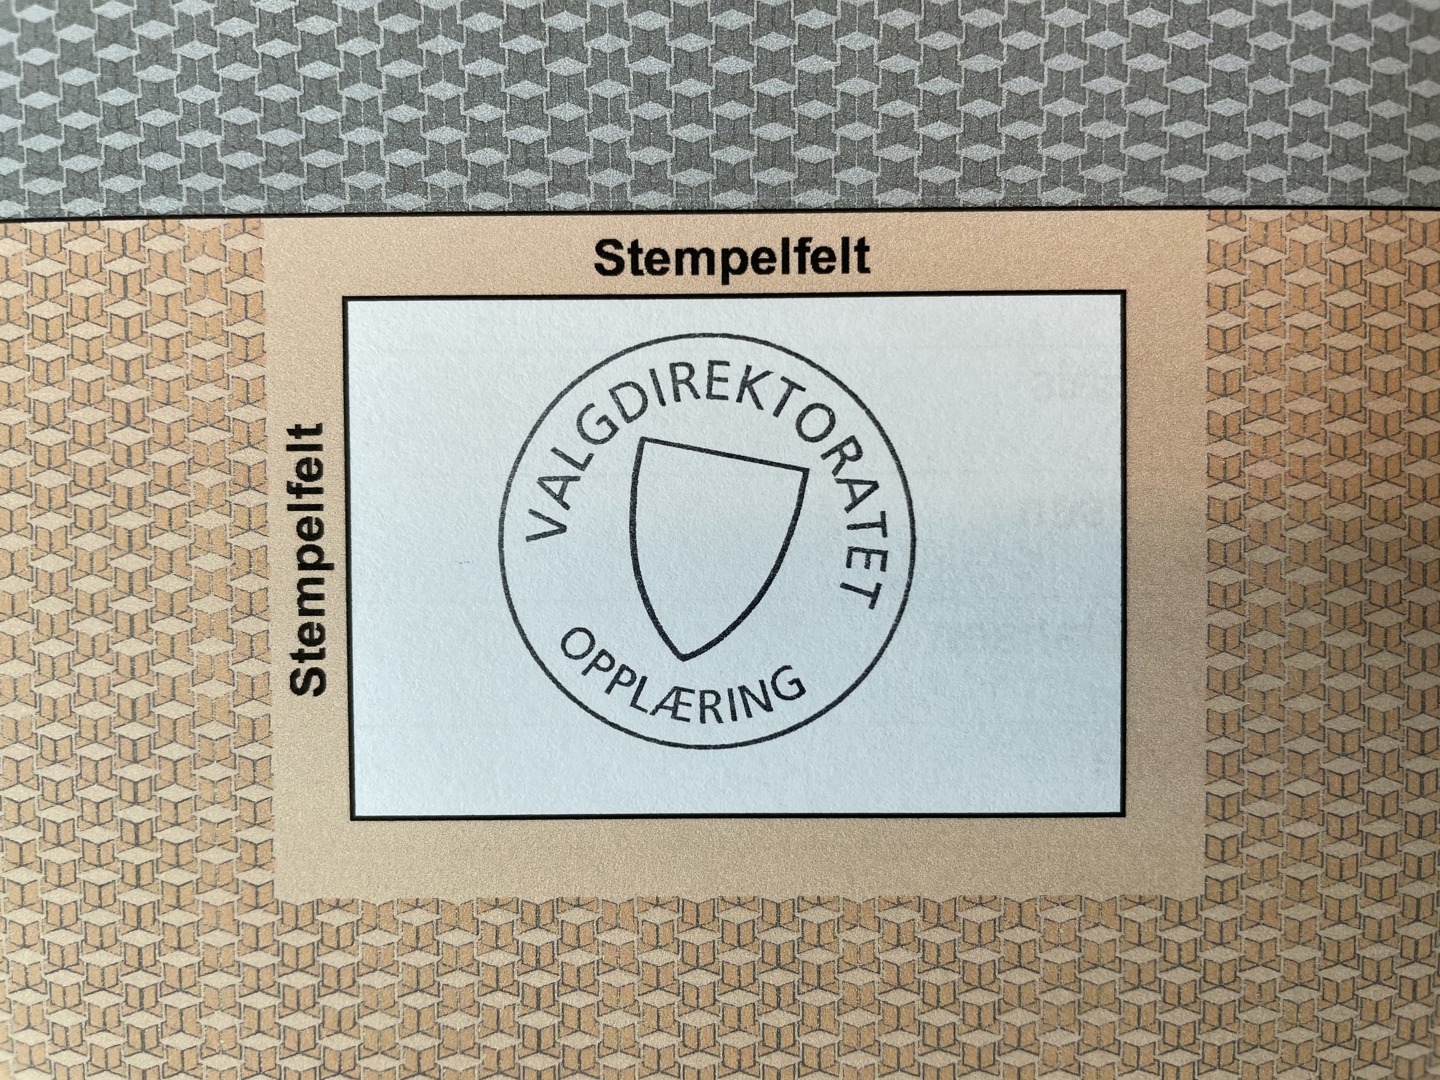 Stempelfelt
Stempelfelt
VALGDIREKTORATET
OPPLÆRING